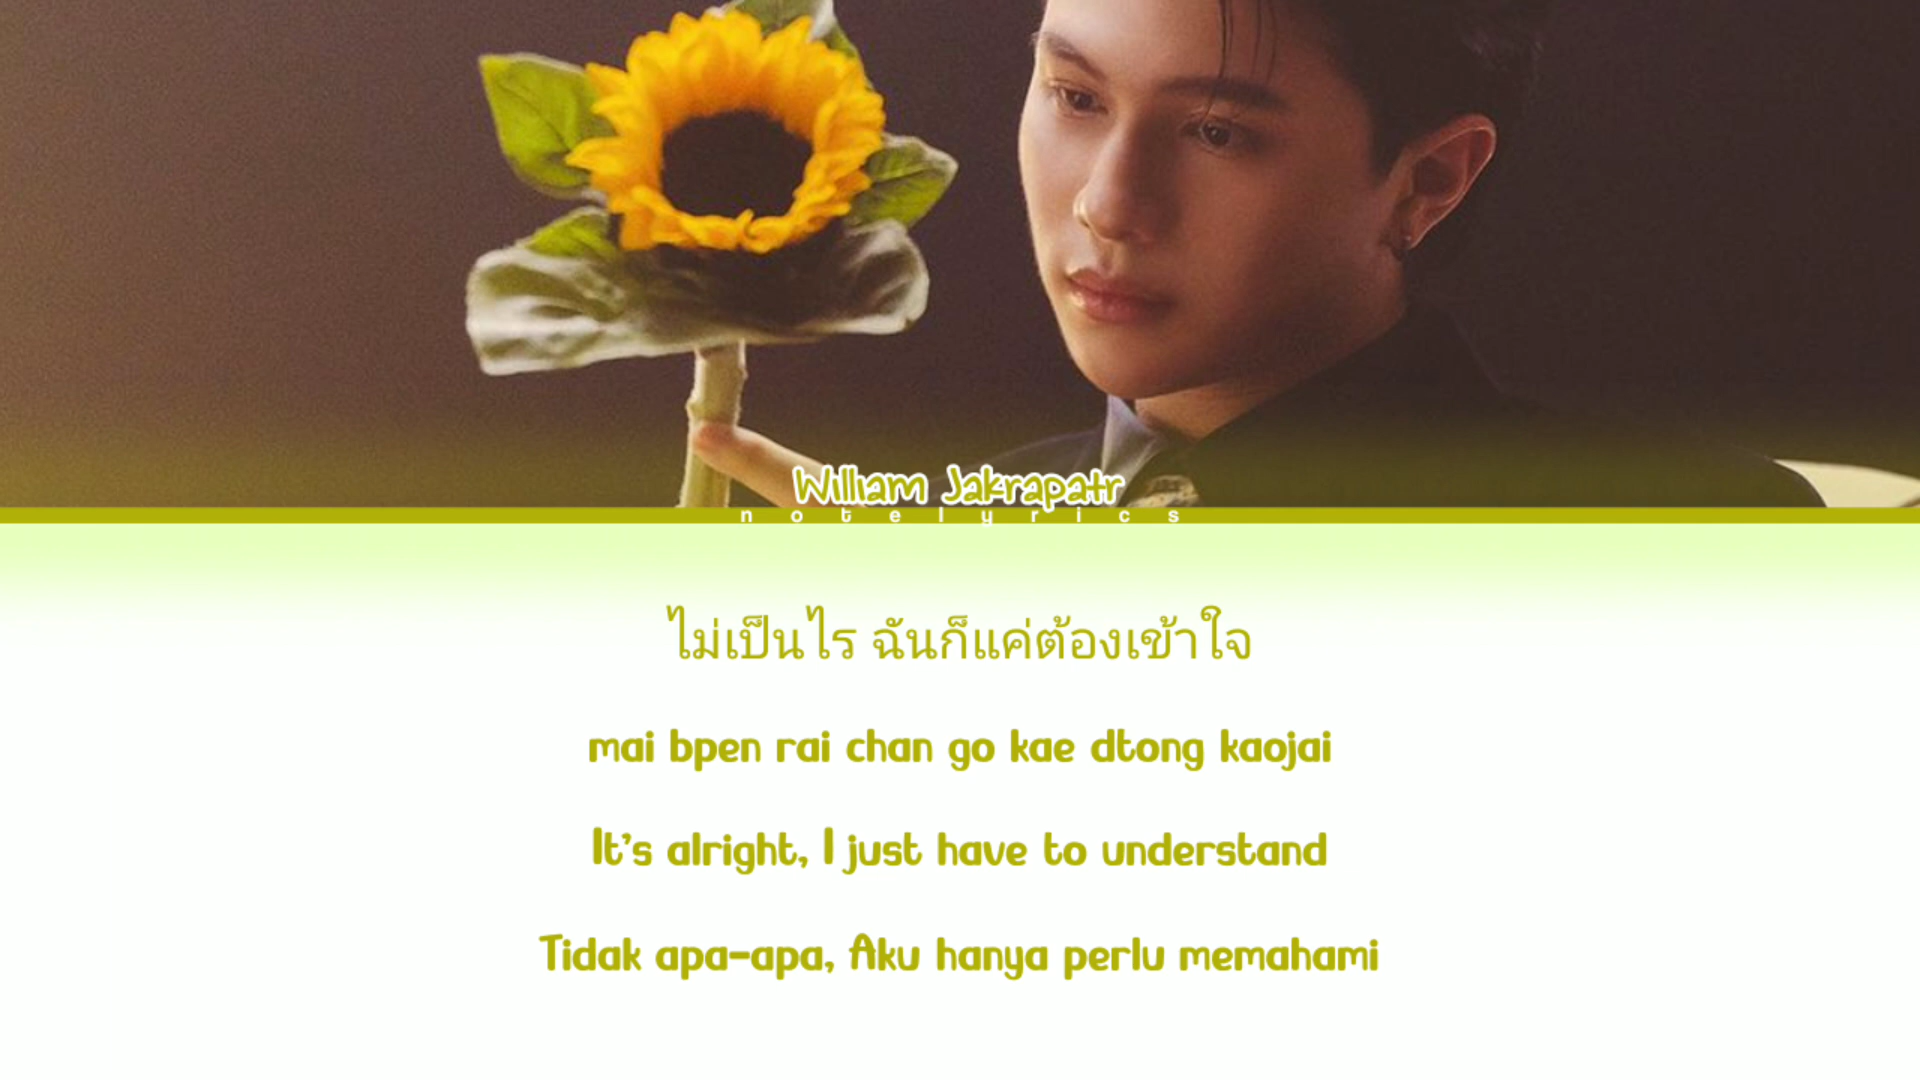 William Jakrapatr
notelyrics
ไม่เป็นไร ฉันก็แค่ต้องเข้าใจ
mai bpen rai chan go kae dtong kaojai
It's alright, I just have to understand
Tidak apa-apa, Aku hanya perlu memahami